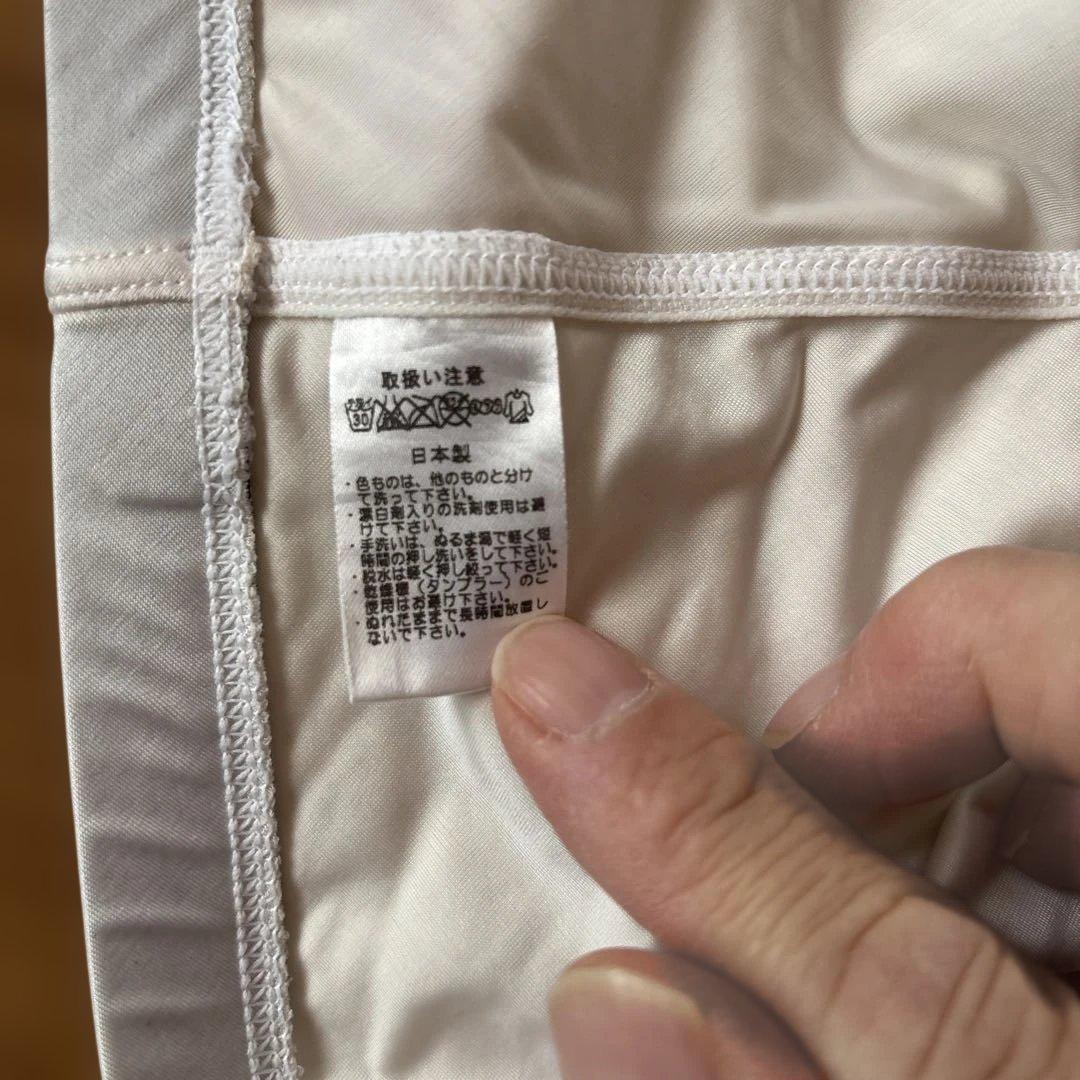 取扱い注意
30
日本製
・色ものは、他のものと分け
て洗って下さい。
・漂白剤入りの洗剤使用は避
けて下さい。
・手洗いは、ぬるま湯で軽く短
時間の押し洗いをして下さい。
・脱水は軽く押し絞って下さい。
・乾燥機（タンブラー）のご
使用はお避け下さい。
・ぬれたままで長時間放置し
ないで下さい。